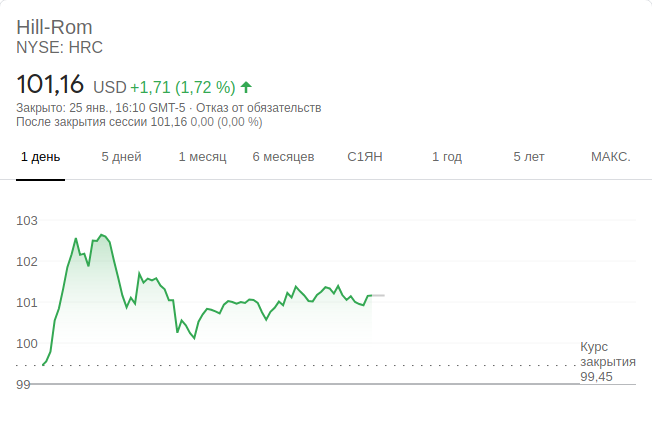 Hill-Rom
NYSE: HRC
101,16 USD +1,71 (1,72 %)
Закрыто: 25 янв., 16:10 GMT-5 · Отказ от обязательств
После закрытия сессии 101,16 0,00 (0,00 %)
1 день 5 дней 1 месяц 6 месяцев С1ЯН 1 год 5 лет МАКС.
103
102
101
100
Курс
закрытия
99,45
99